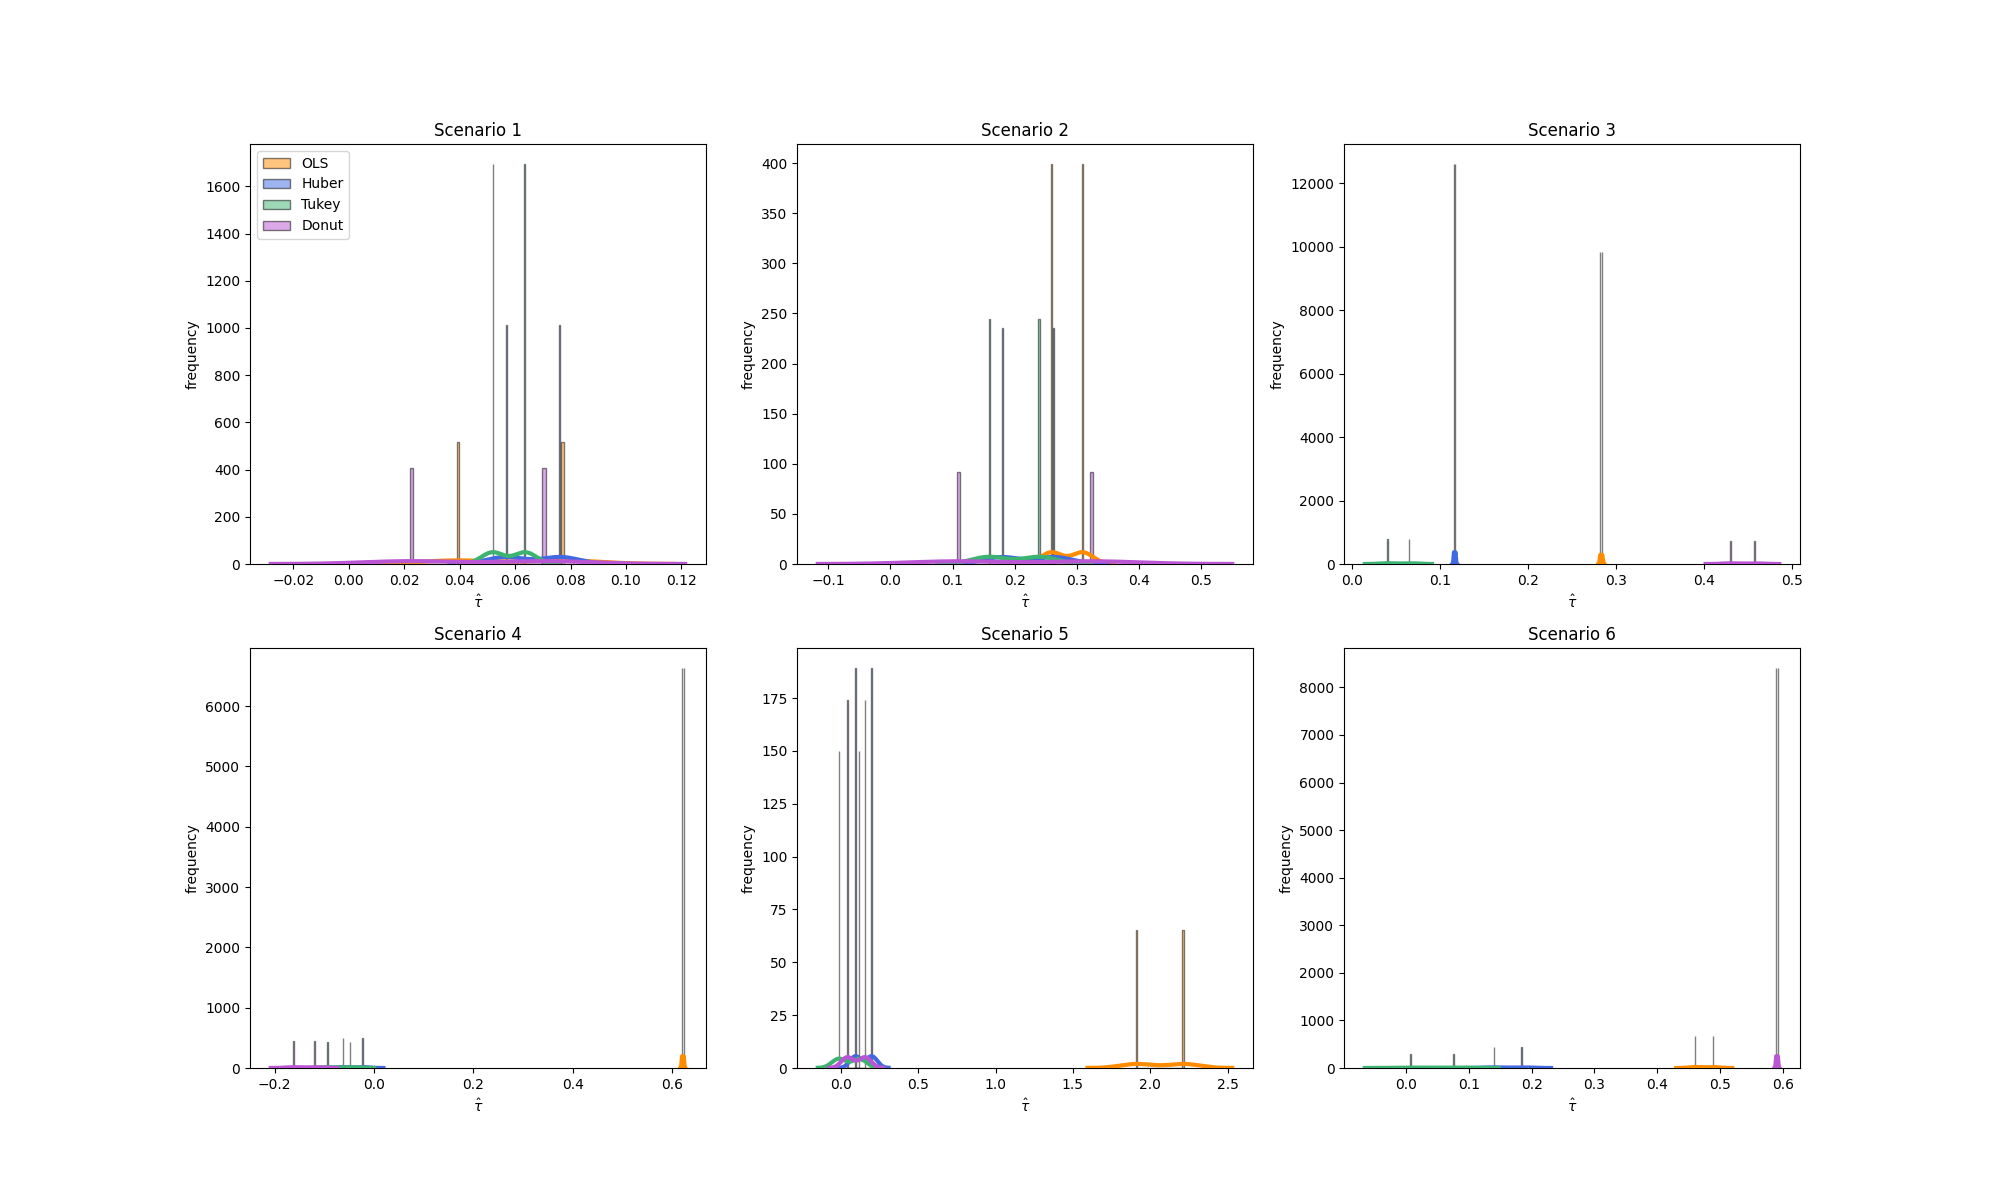 Scenario 1
OLS
Huber
Tukey
Donut
frequency
1600
1400
1200
1000
800
600
400
200
0
−0.02 0.00 0.02 0.04 0.06 0.08 0.10 0.12
τ̂
Scenario 2
frequency
400
350
300
250
200
150
100
50
0
−0.1 0.0 0.1 0.2 0.3 0.4 0.5
τ̂
Scenario 3
frequency
12000
10000
8000
6000
4000
2000
0
0.0 0.1 0.2 0.3 0.4 0.5
τ̂
Scenario 4
frequency
6000
5000
4000
3000
2000
1000
0
−0.2 0.0 0.2 0.4 0.6
τ̂
Scenario 5
frequency
175
150
125
100
75
50
25
0
0.0 0.5 1.0 1.5 2.0 2.5
τ̂
Scenario 6
frequency
8000
7000
6000
5000
4000
3000
2000
1000
0
0.0 0.1 0.2 0.3 0.4 0.5 0.6
τ̂